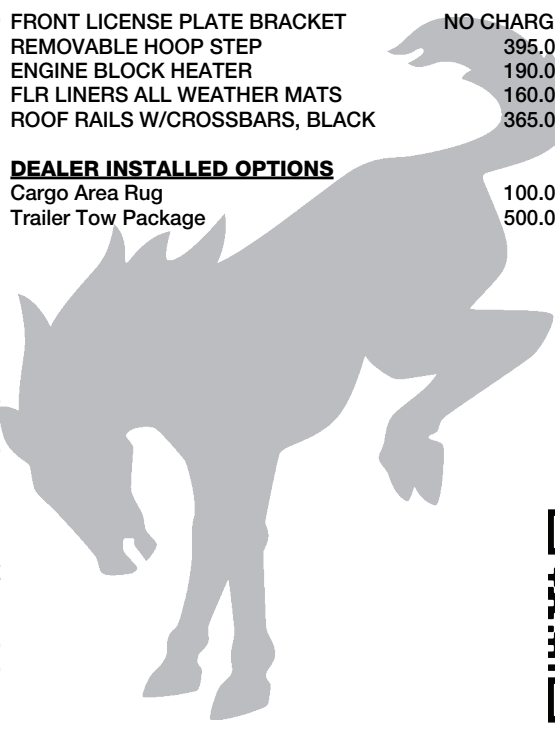 FRONT LICENSE PLATE BRACKET NO CHARG
REMOVABLE HOOP STEP 395.0
ENGINE BLOCK HEATER 190.0
FLR LINERS ALL WEATHER MATS 160.0
ROOF RAILS W/CROSSBARS, BLACK 365.0
DEALER INSTALLED OPTIONS
Cargo Area Rug 100.0
Trailer Tow Package 500.0